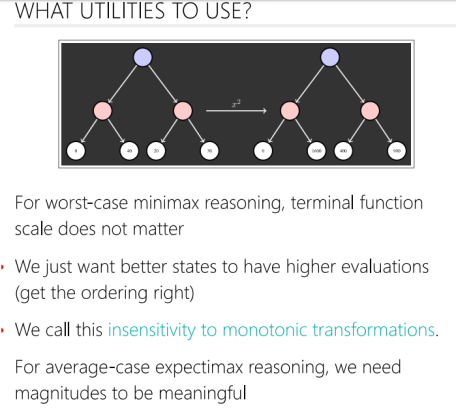 WHAT UTILITIES TO USE?
x²
0 40 20 30 0 1600 400 900
For worst-case minimax reasoning, terminal function
scale does not matter
We just want better states to have higher evaluations
(get the ordering right)
We call this insensitivity to monotonic transformations.
For average-case expectimax reasoning, we need
magnitudes to be meaningful